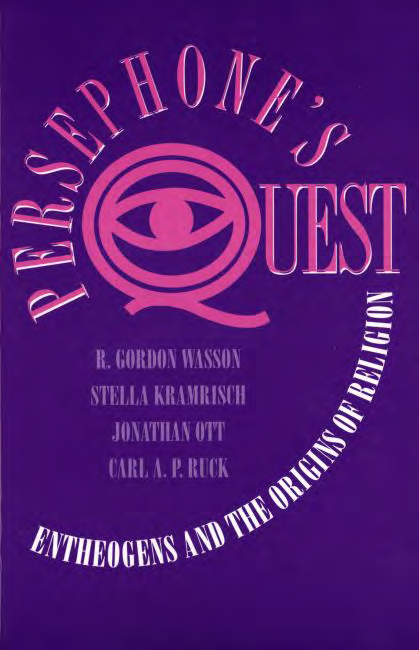 PERSEPHONE'S
QUEST
R. GORDON WASSON
STELLA KRAMRISCH
JONATHAN OTT
CARL A. P. RUCK
ENTHEOGENS AND THE ORIGINS OF RELIGION